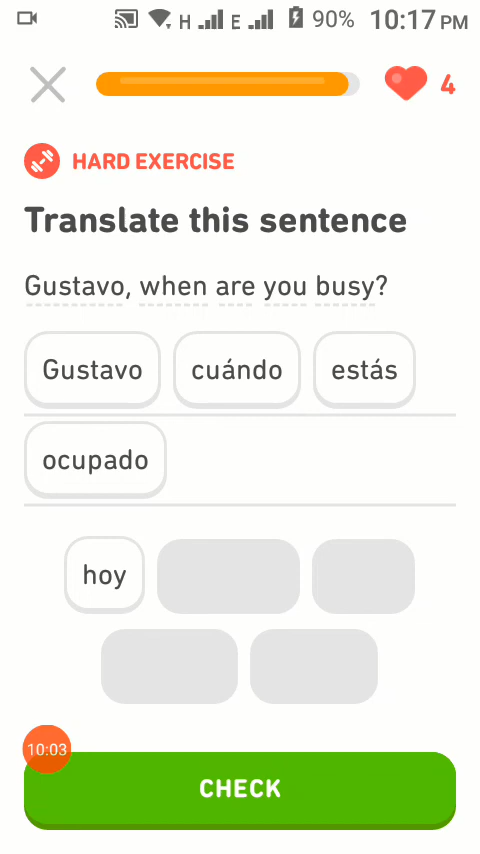 H E 90% 10:17 PM
4
HARD EXERCISE
Translate this sentence
Gustavo, when are you busy?
Gustavo cuándo estás
ocupado
hoy
10:03
CHECK